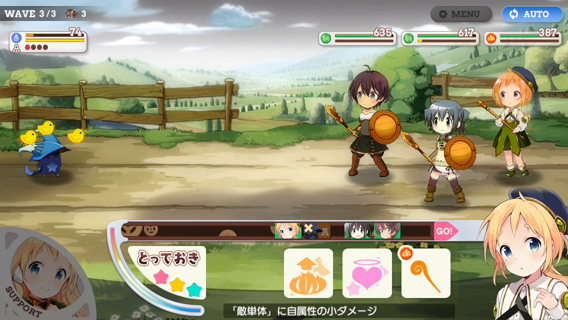 WAVE 3/3 3
MENU
AUTO
74
A
635
617
387
GO!
とっておき
SUPPORT
「敵単体」に自属性の小ダメージ